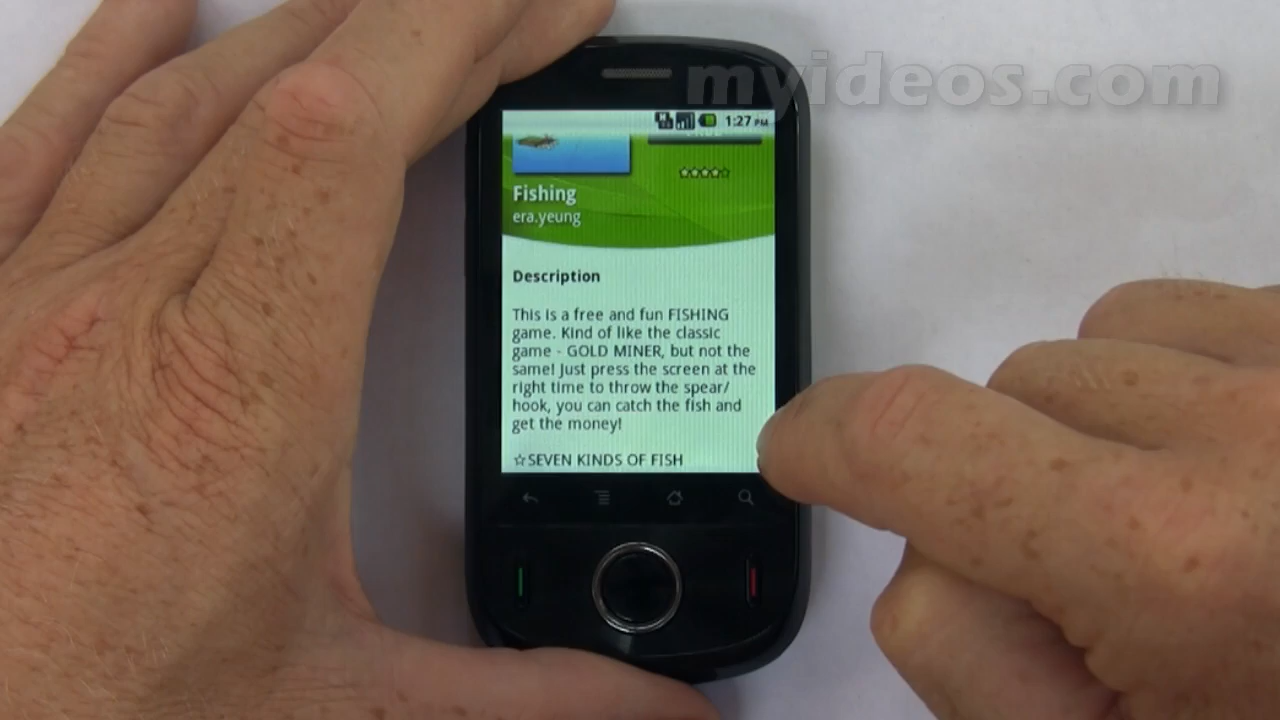 myvideos.com
1:27 PM
Fishing
era.yeung
Description
This is a free and fun FISHING
game. Kind of like the classic
game - GOLD MINER, but not the
same! Just press the screen at the
right time to throw the spear/
hook, you can catch the fish and
get the money!
☆SEVEN KINDS OF FISH